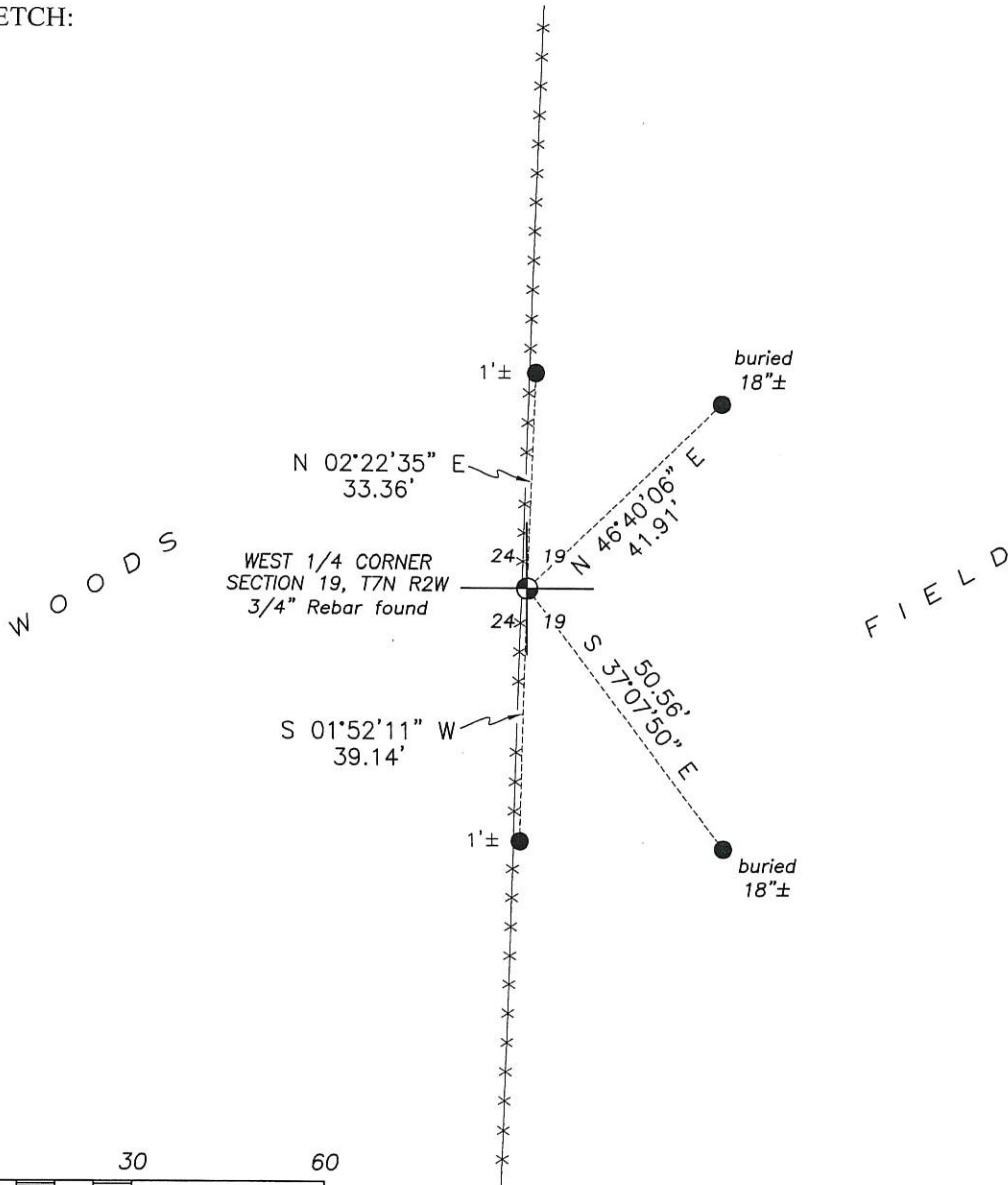 ETCH:
buried
18"±
1'±
N 02°22'35" E
33.36'
N 46°40'06" E
41.91'
WOODS
WEST 1/4 CORNER
SECTION 19, T7N R2W
3/4" Rebar found
24 19
24 19
FIELD
50.56'
S 37°07'50" E
S 01°52'11" W
39.14'
1'±
buried
18"±
30 60